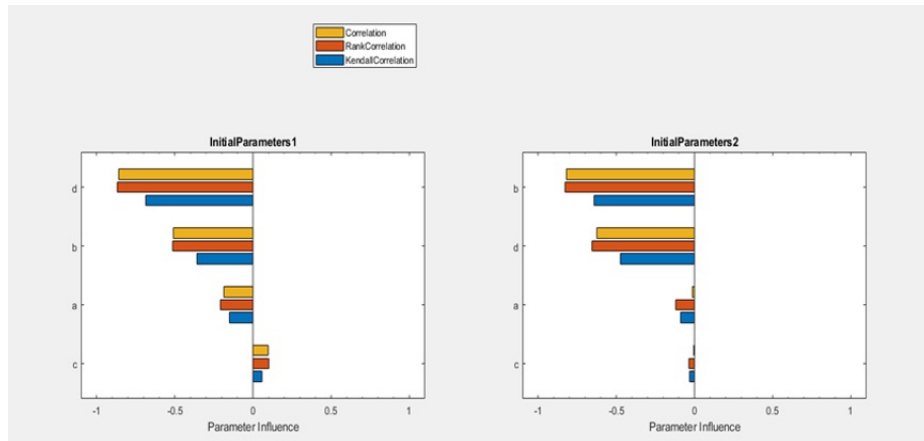 Correlation
RankCorrelation
KendallCorrelation
InitialParameters1
d
b
a
c
-1 -0.5 0 0.5 1
Parameter Influence
InitialParameters2
b
d
a
c
-1 -0.5 0 0.5 1
Parameter Influence